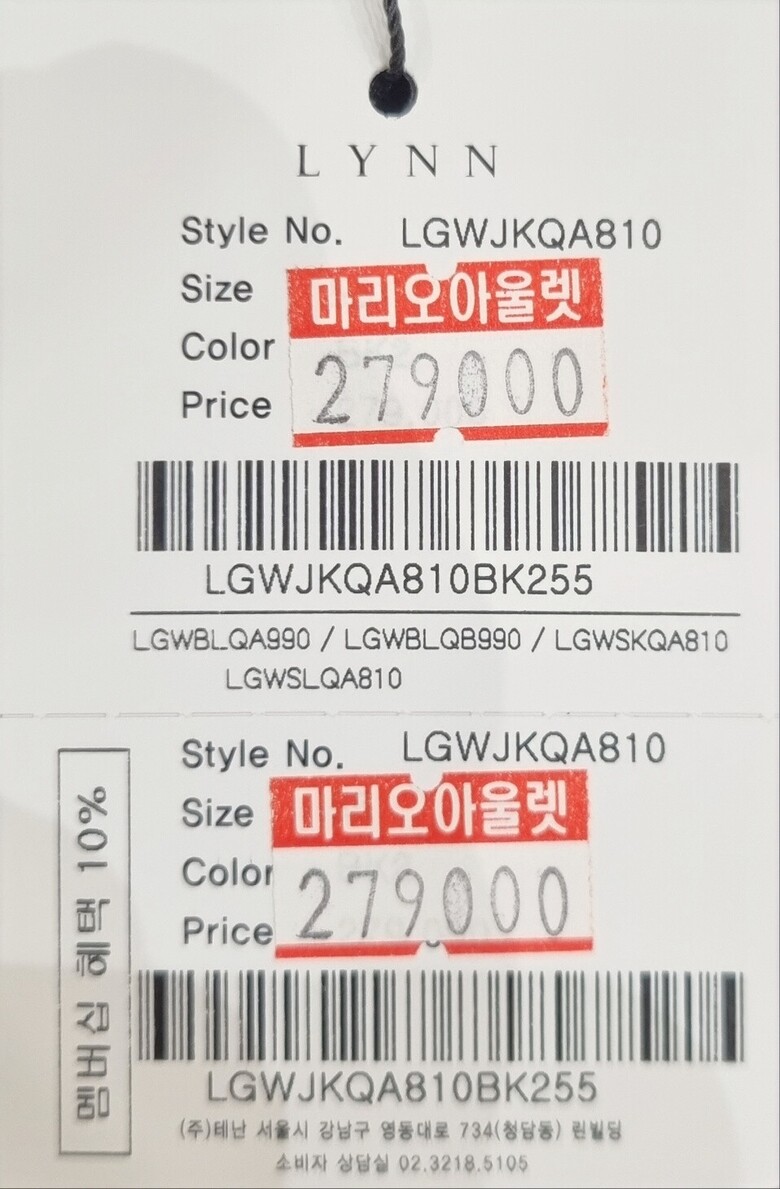 LYNN
Style No. LGWJKQA810
Size
마리오아울렛
Color
279000
Price
LGWJKQA810BK255
LGWBLQA990 / LGWBLQB990 / LGWSKQA810
LGWSLQA810
Style No. LGWJKQA810
Size
마리오아울렛
Color
279000
Price
멤버십 혜택 10%
LGWJKQA810BK255
(주)테난 서울시 강남구 영동대로 734(청담동) 린빌딩
소비자 상담실 02.3218.5105